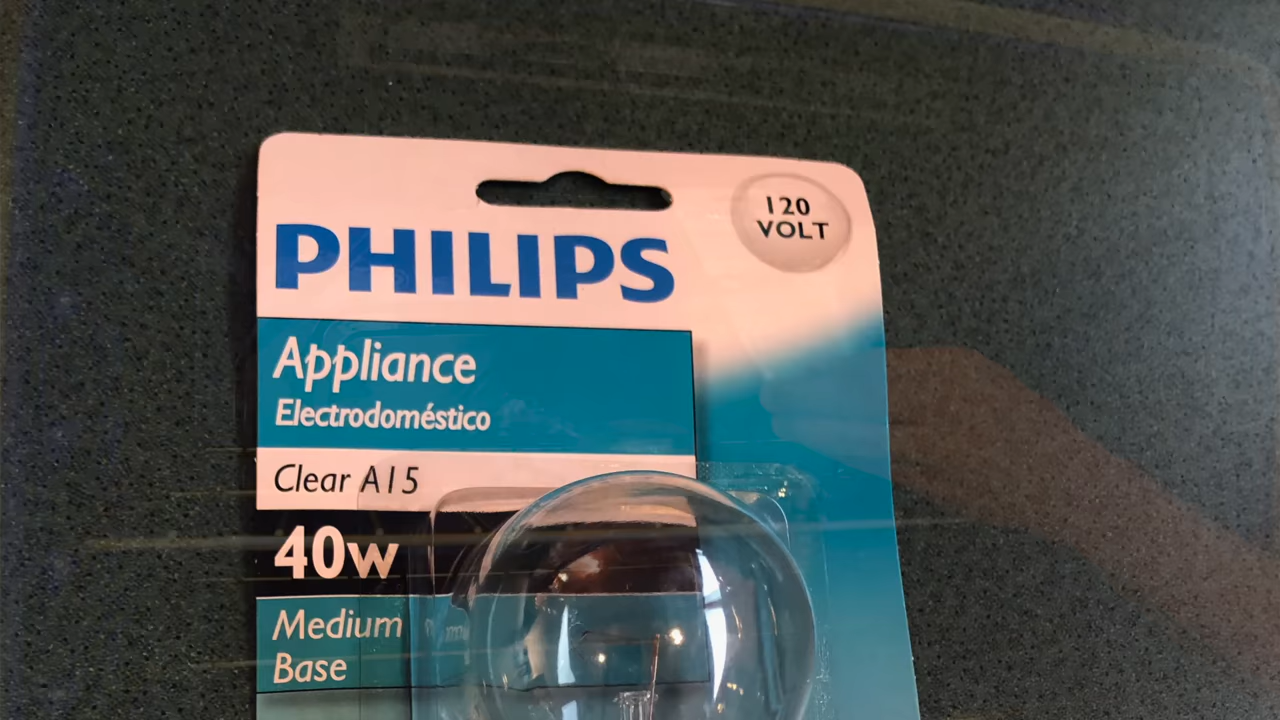 120
VOLT
PHILIPS
Appliance
Electrodoméstico
Clear A15
40w
Medium
Base